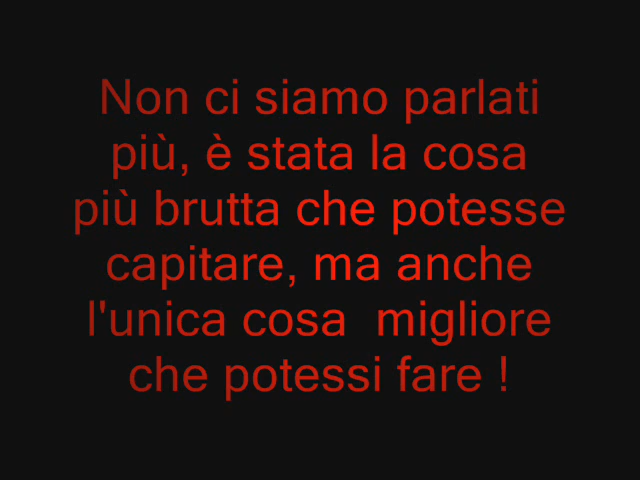 Non ci siamo parlati
più, è stata la cosa
più brutta che potesse
capitare, ma anche
l'unica cosa  migliore
che potessi fare !